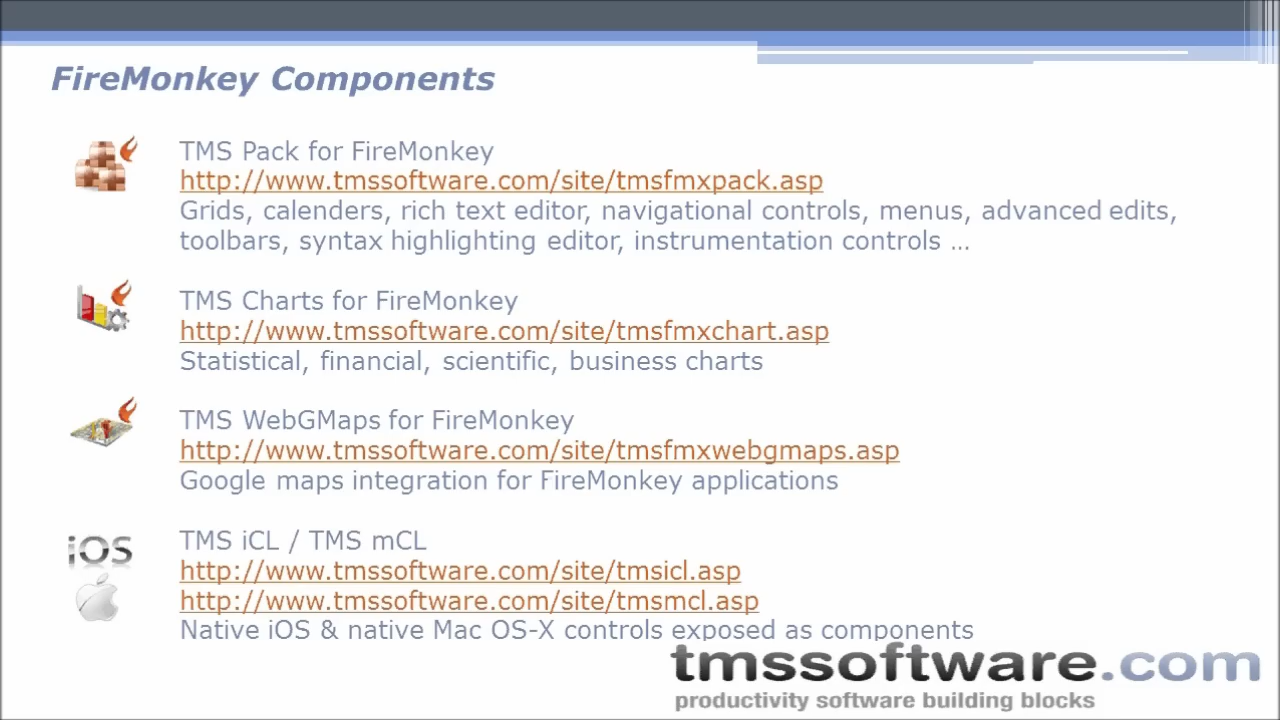 FireMonkey Components
TMS Pack for FireMonkey
http://www.tmssoftware.com/site/tmsfmxpack.asp
Grids, calenders, rich text editor, navigational controls, menus, advanced edits,
toolbars, syntax highlighting editor, instrumentation controls …
TMS Charts for FireMonkey
http://www.tmssoftware.com/site/tmsfmxchart.asp
Statistical, financial, scientific, business charts
TMS WebGMaps for FireMonkey
http://www.tmssoftware.com/site/tmsfmxwebgmaps.asp
Google maps integration for FireMonkey applications
iOS
TMS iCL / TMS mCL
http://www.tmssoftware.com/site/tmsicl.asp
http://www.tmssoftware.com/site/tmsmcl.asp
Native iOS & native Mac OS-X controls exposed as components
tmssoftware.com
productivity software building blocks